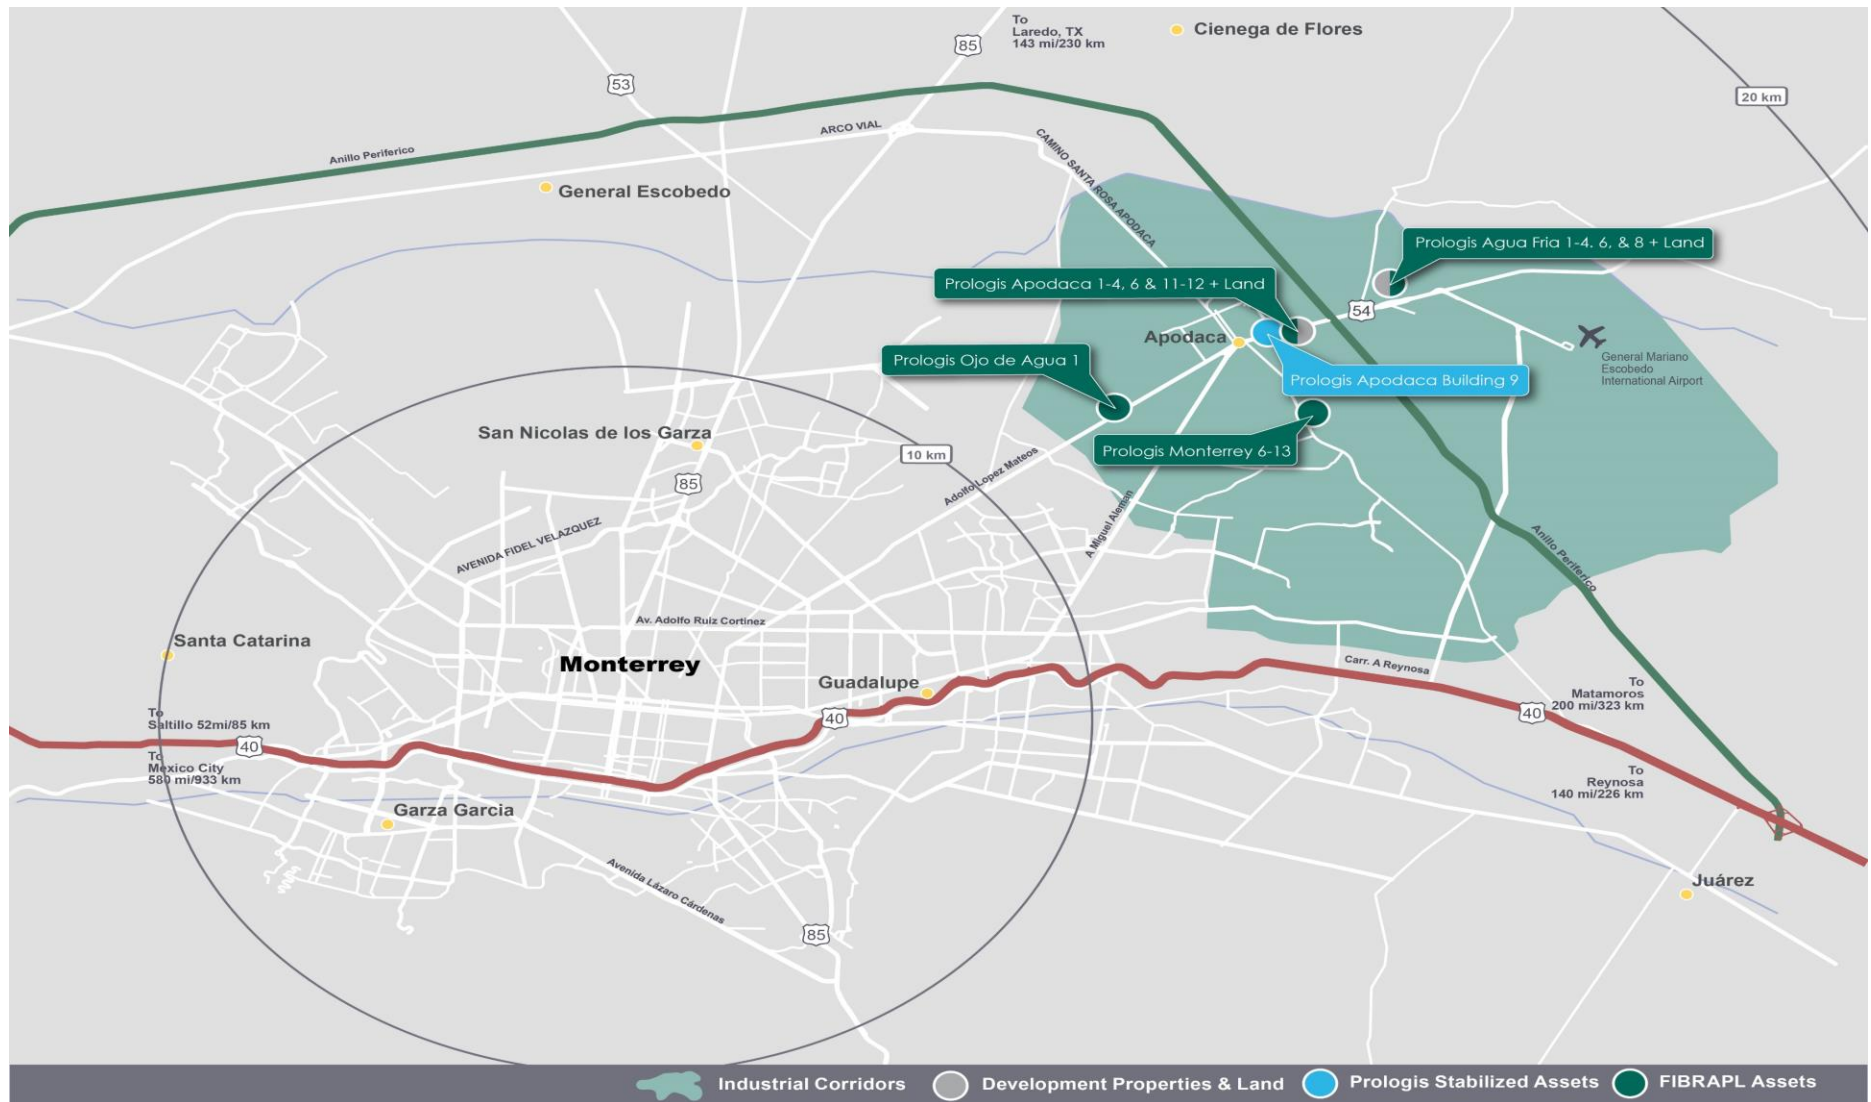 To
Laredo, TX
143 mi/230 km
85
Cienega de Flores
53
20 km
ARCO VIAL
Anillo Periferico
CAMINO SANTA ROSA APODACA
General Escobedo
Prologis Agua Fria 1-4. 6, & 8 + Land
Prologis Apodaca 1-4, 6 & 11-12 + Land
54
Apodaca
General Mariano
Escobedo
International Airport
Prologis Ojo de Agua 1
Prologis Apodaca Building 9
San Nicolas de los Garza
10 km
Prologis Monterrey 6-13
85
Adolfo Lopez Mateos
A Miguel Aleman
AVENIDA FIDEL VELAZQUEZ
Anillo Periferico
Av. Adolfo Ruiz Cortinez
Santa Catarina
Monterrey
Carr. A Reynosa
Guadalupe
To
Matamoros
200 mi/323 km
40
40
To
Saltillo 52mi/85 km
40
To
Mexico City
580 mi/933 km
To
Reynosa
140 mi/226 km
Garza Garcia
Avenida Lázaro Cárdenas
Juárez
85
Industrial Corridors
Development Properties & Land
Prologis Stabilized Assets
FIBRAPL Assets